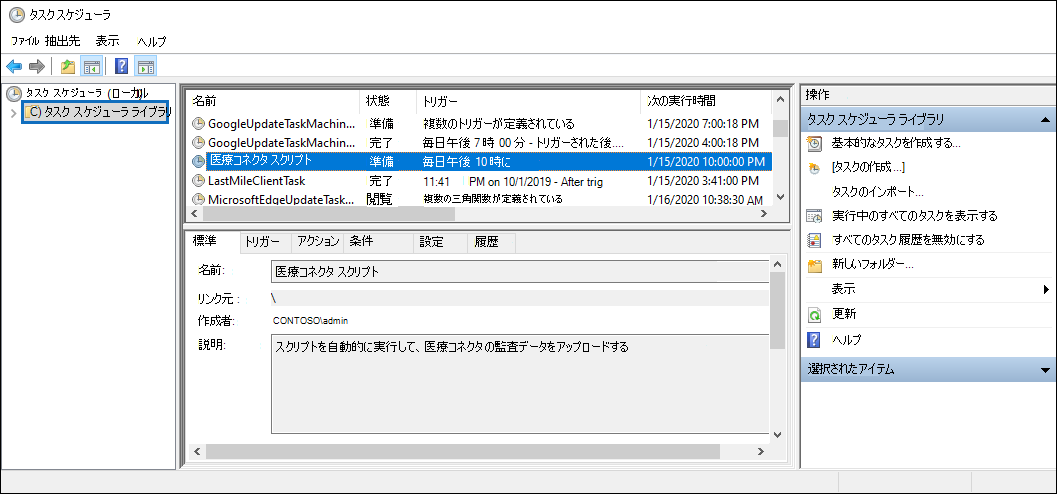 タスク スケジューラ
ファイル 抽出先 表示 ヘルプ
タスク スケジューラ (ローカル
C) タスク スケジューラ ライブラリ
名前 状態 トリガー 次の実行時間
GoogleUpdateTaskMachin... 準備 複数のトリガーが定義されている 1/15/2020 7:00:18 PM
GoogleUpdateTaskMachin... 完了 毎日午後 7 時 00 分 - トリガーされた後.... 1/15/2020 4:00:18 PM
医療コネクタ スクリプト 準備 毎日午後 10 時に 1/15/2020 10:00:00 PM
LastMileClientTask 完了 11:41 PM on 10/1/2019 - After trig 1/15/2020 3:41:00 PM
MicrosoftEdgeUpdateTask... 閲覧 複数の三角関数が定義されている 1/16/2020 10:38:30 AM
標準 トリガー アクション 条件 設定 履歴
名前: 医療コネクタ スクリプト
リンク元 : \
作成者: CONTOSO\admin
説明: スクリプトを自動的に実行して、医療コネクタの監査データをアップロードする
操作
タスク スケジューラ ライブラリ
基本的なタスクを作成する...
[タスクの作成...]
タスクのインポート...
実行中のすべてのタスクを表示する
すべてのタスク履歴を無効にする
新しいフォルダー...
表示
更新
ヘルプ
選択されたアイテム